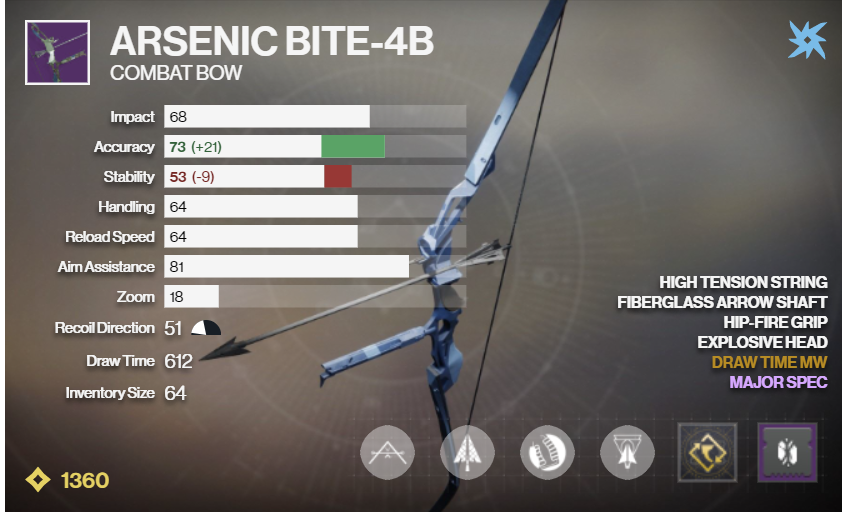 ARSENIC BITE-4B
COMBAT BOW
Impact 68
Accuracy 73 (+21)
Stability 53 (-9)
Handling 64
Reload Speed 64
Aim Assistance 81
Zoom 18
Recoil Direction 51
Draw Time 612
Inventory Size 64
HIGH TENSION STRING
FIBERGLASS ARROW SHAFT
HIP-FIRE GRIP
EXPLOSIVE HEAD
DRAW TIME MW
MAJOR SPEC
1360